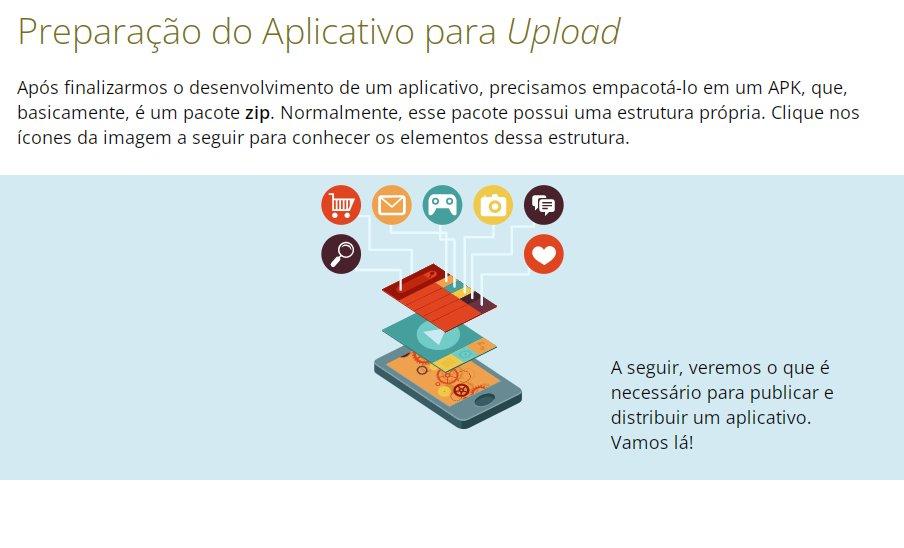 Preparação do Aplicativo para Upload
Após finalizarmos o desenvolvimento de um aplicativo, precisamos empacotá-lo em um APK, que,
basicamente, é um pacote zip. Normalmente, esse pacote possui uma estrutura própria. Clique nos
ícones da imagem a seguir para conhecer os elementos dessa estrutura.
A seguir, veremos o que é
necessário para publicar e
distribuir um aplicativo.
Vamos lá!